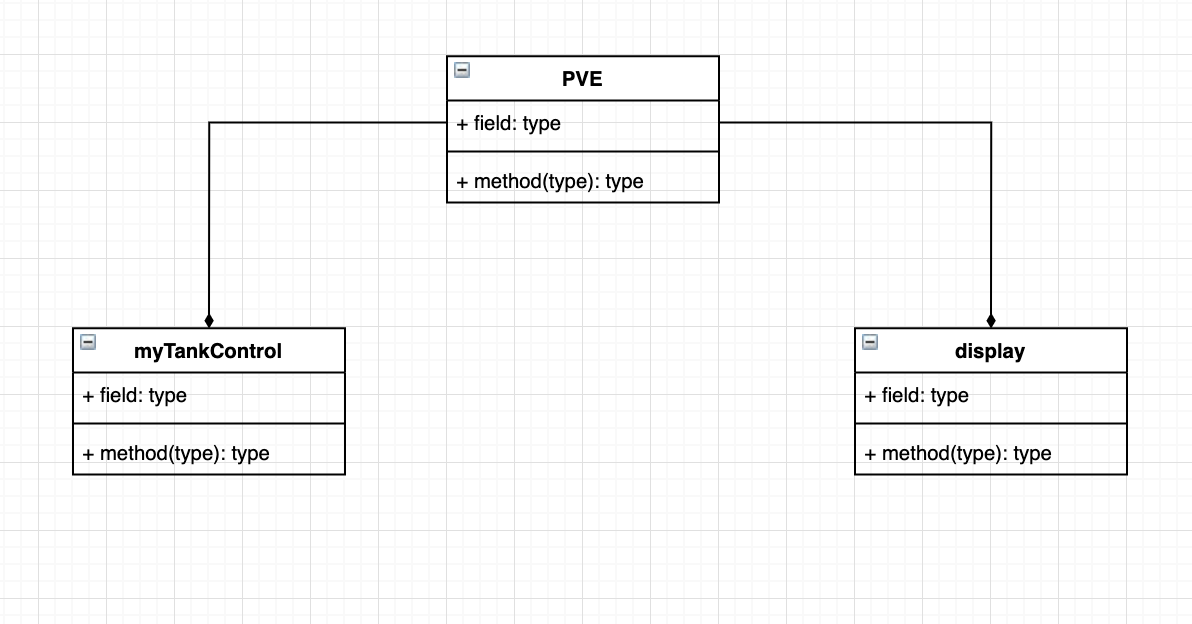 PVE
+ field: type
+ method(type): type
myTankControl
+ field: type
+ method(type): type
display
+ field: type
+ method(type): type